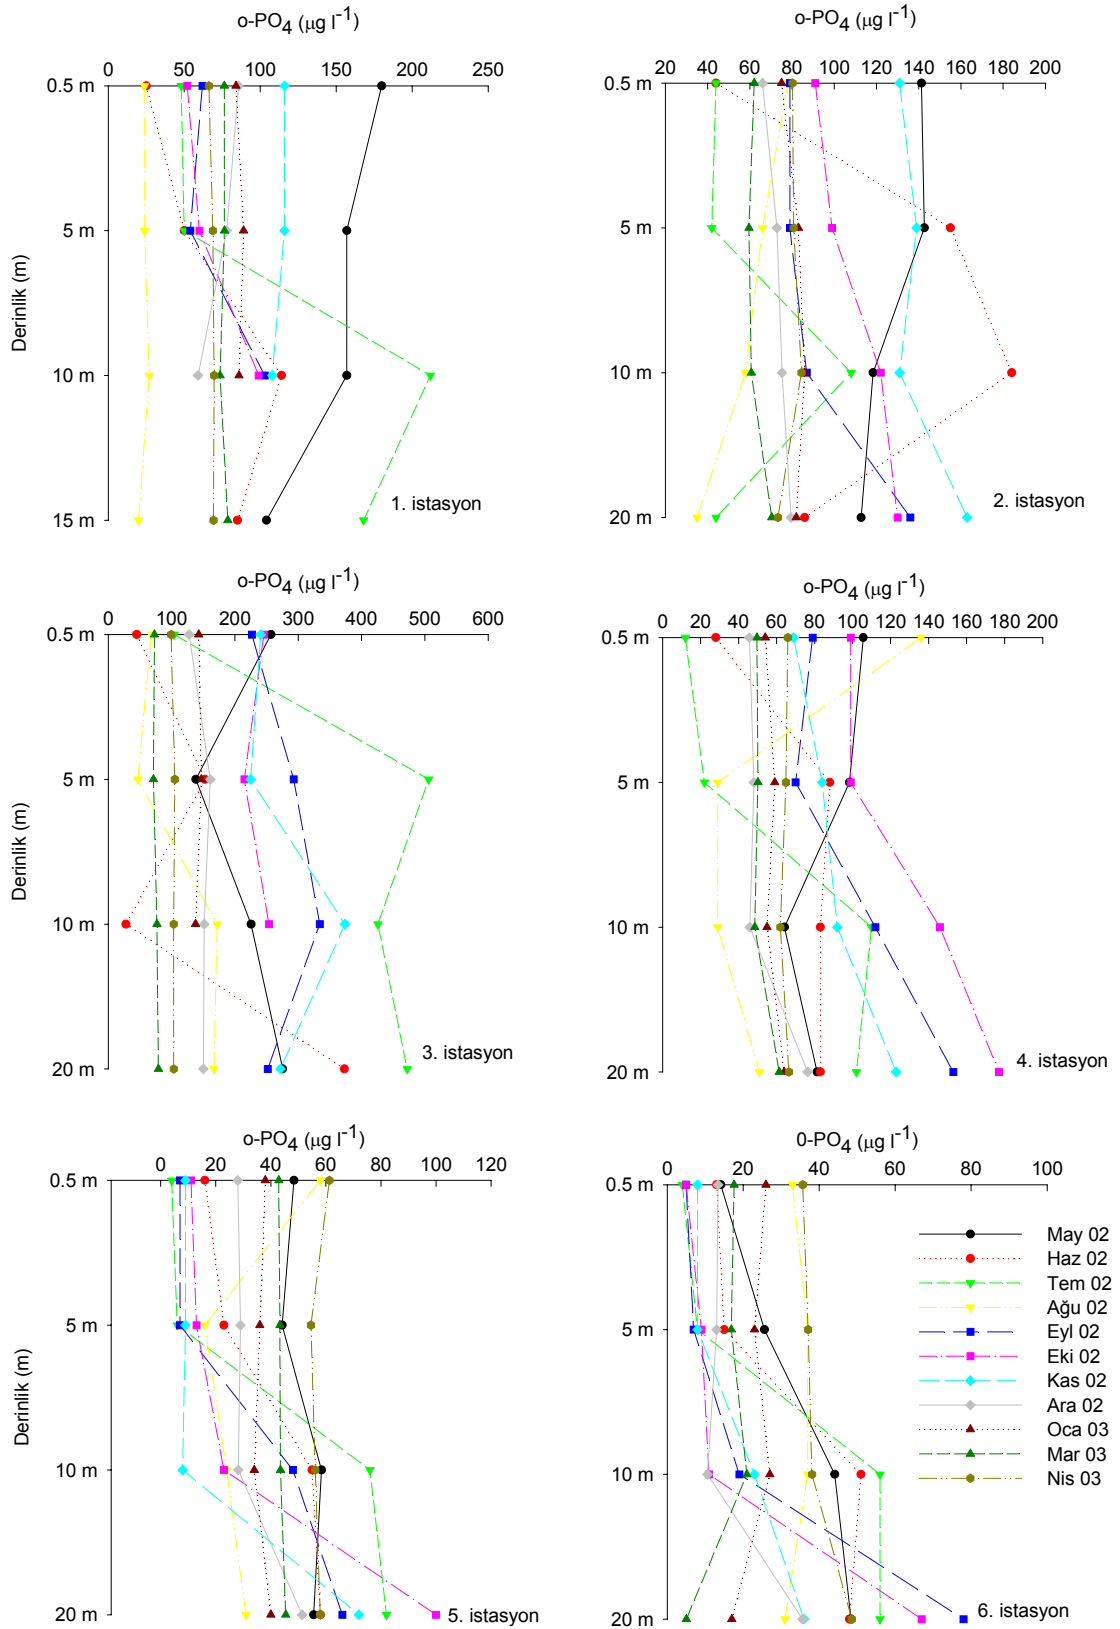 o-PO4 (µg l-1)
0 50 100 150 200 250
0.5 m
5 m
10 m
15 m
Derinlik (m)
1. istasyon
o-PO4 (µg l-1)
20 40 60 80 100 120 140 160 180 200
0.5 m
5 m
10 m
20 m
2. istasyon
o-PO4 (µg l-1)
0 100 200 300 400 500 600
0.5 m
5 m
10 m
20 m
Derinlik (m)
3. istasyon
o-PO4 (µg l-1)
0 20 40 60 80 100 120 140 160 180 200
0.5 m
5 m
10 m
20 m
4. istasyon
o-PO4 (µg l-1)
0 20 40 60 80 100 120
0.5 m
5 m
10 m
20 m
Derinlik (m)
5. istasyon
0-PO4 (µg l-1)
0 20 40 60 80 100
0.5 m
5 m
10 m
20 m
6. istasyon
May 02
Haz 02
Tem 02
Ağu 02
Eyl 02
Eki 02
Kas 02
Ara 02
Oca 03
Mar 03
Nis 03